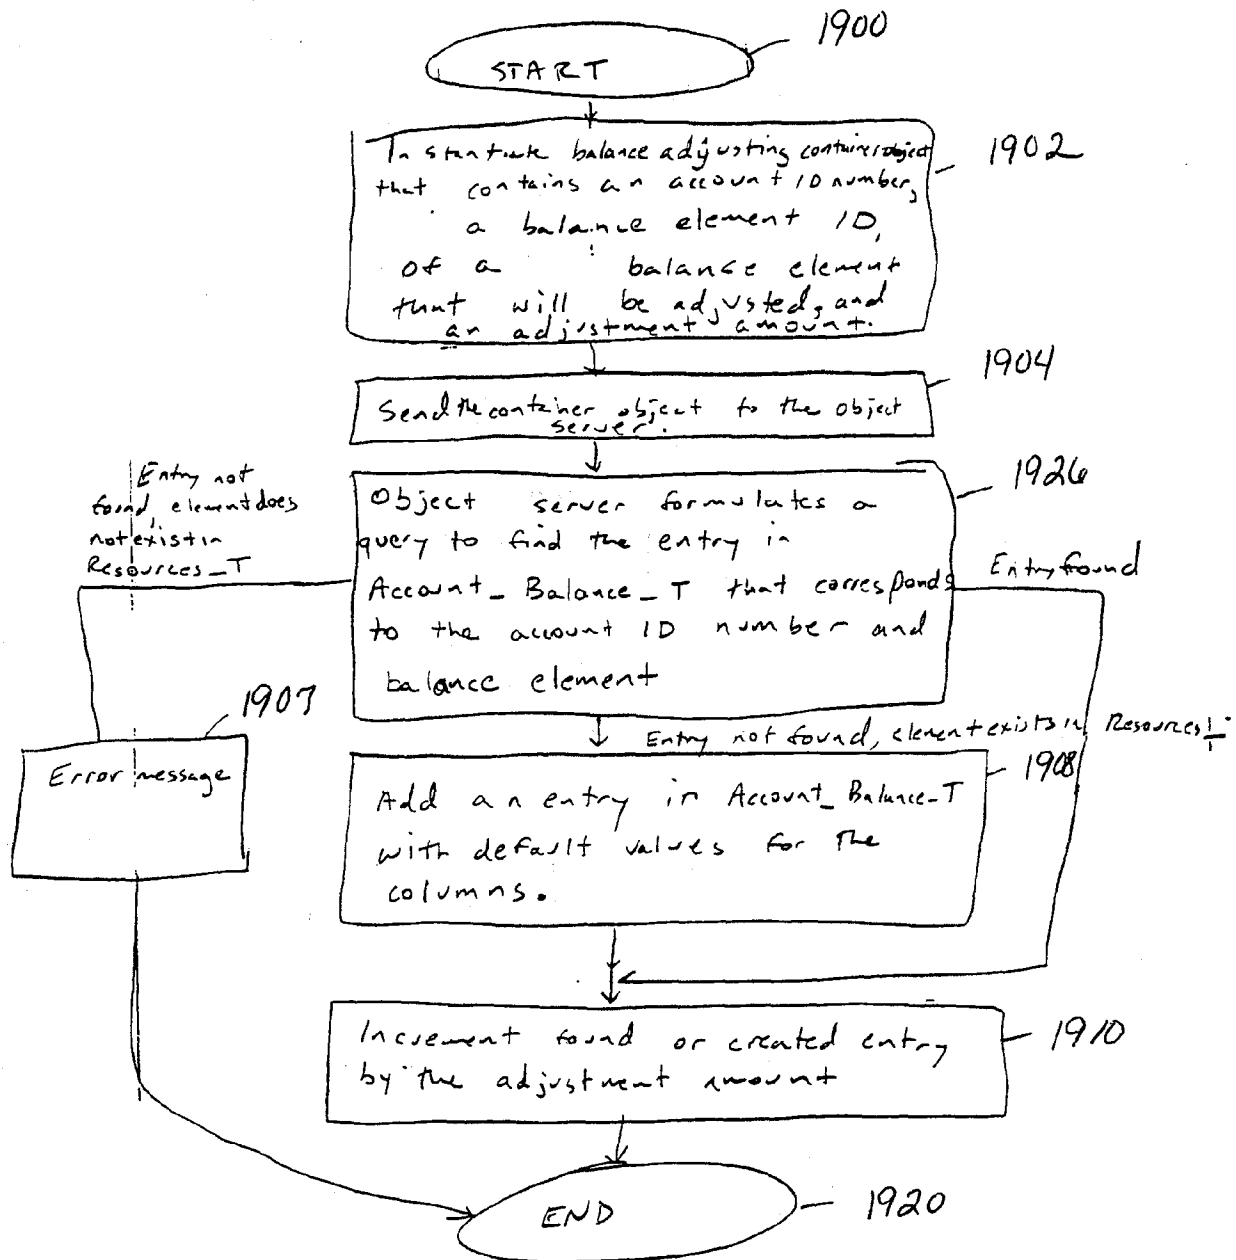 1900
START
Instantiate balance adjusting container object
that contains an account ID number,
a balance element ID,
of a balance element
that will be adjusted, and
an adjustment amount.
1902
1904
Send the container object to the object
server.
1926
Object server formulates a
query to find the entry in
Account_Balance_T that corresponds
to the account ID number and
balance element
Entry not
found, element does
not exist in
Resources_T
Entry found
1907
Error message
Entry not found, element exists in Resources_T
1908
Add an entry in Account_Balance_T
with default values for the
columns.
Increment found or created entry
by the adjustment amount
1910
END
1920